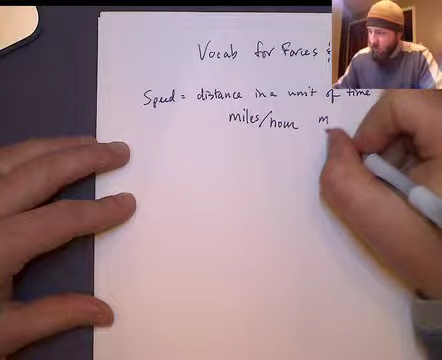 Vocab for Forces &
Speed = distance in a unit of time
miles/hour m